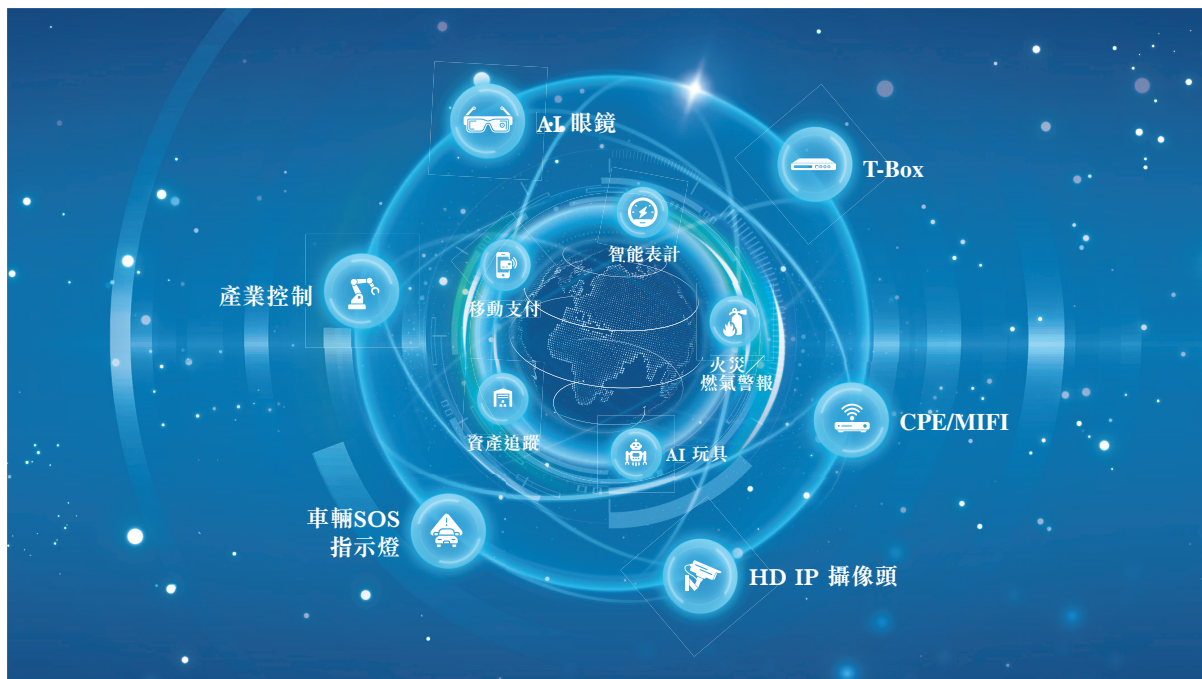 AI 眼鏡
T-Box
智能表計
移動支付
產業控制
火災
燃氣警報
CPE/MIFI
資產追蹤
AI 玩具
車輛SOS
指示燈
HD IP 攝像頭